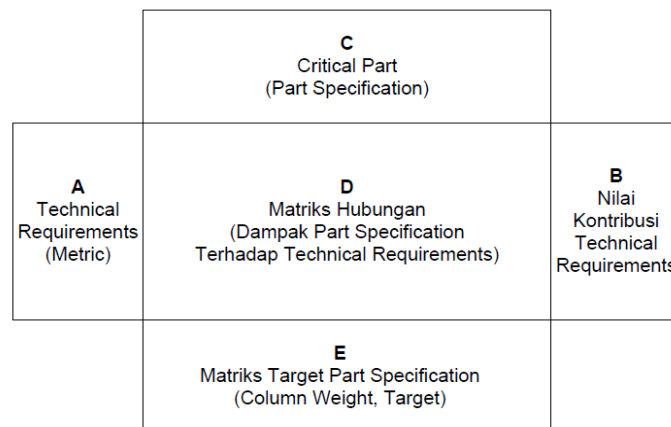 C
Critical Part
(Part Specification)
A
Technical
Requirements
(Metric)
D
Matriks Hubungan
(Dampak Part Specification
Terhadap Technical Requirements)
B
Nilai
Kontribusi
Technical
Requirements
E
Matriks Target Part Specification
(Column Weight, Target)